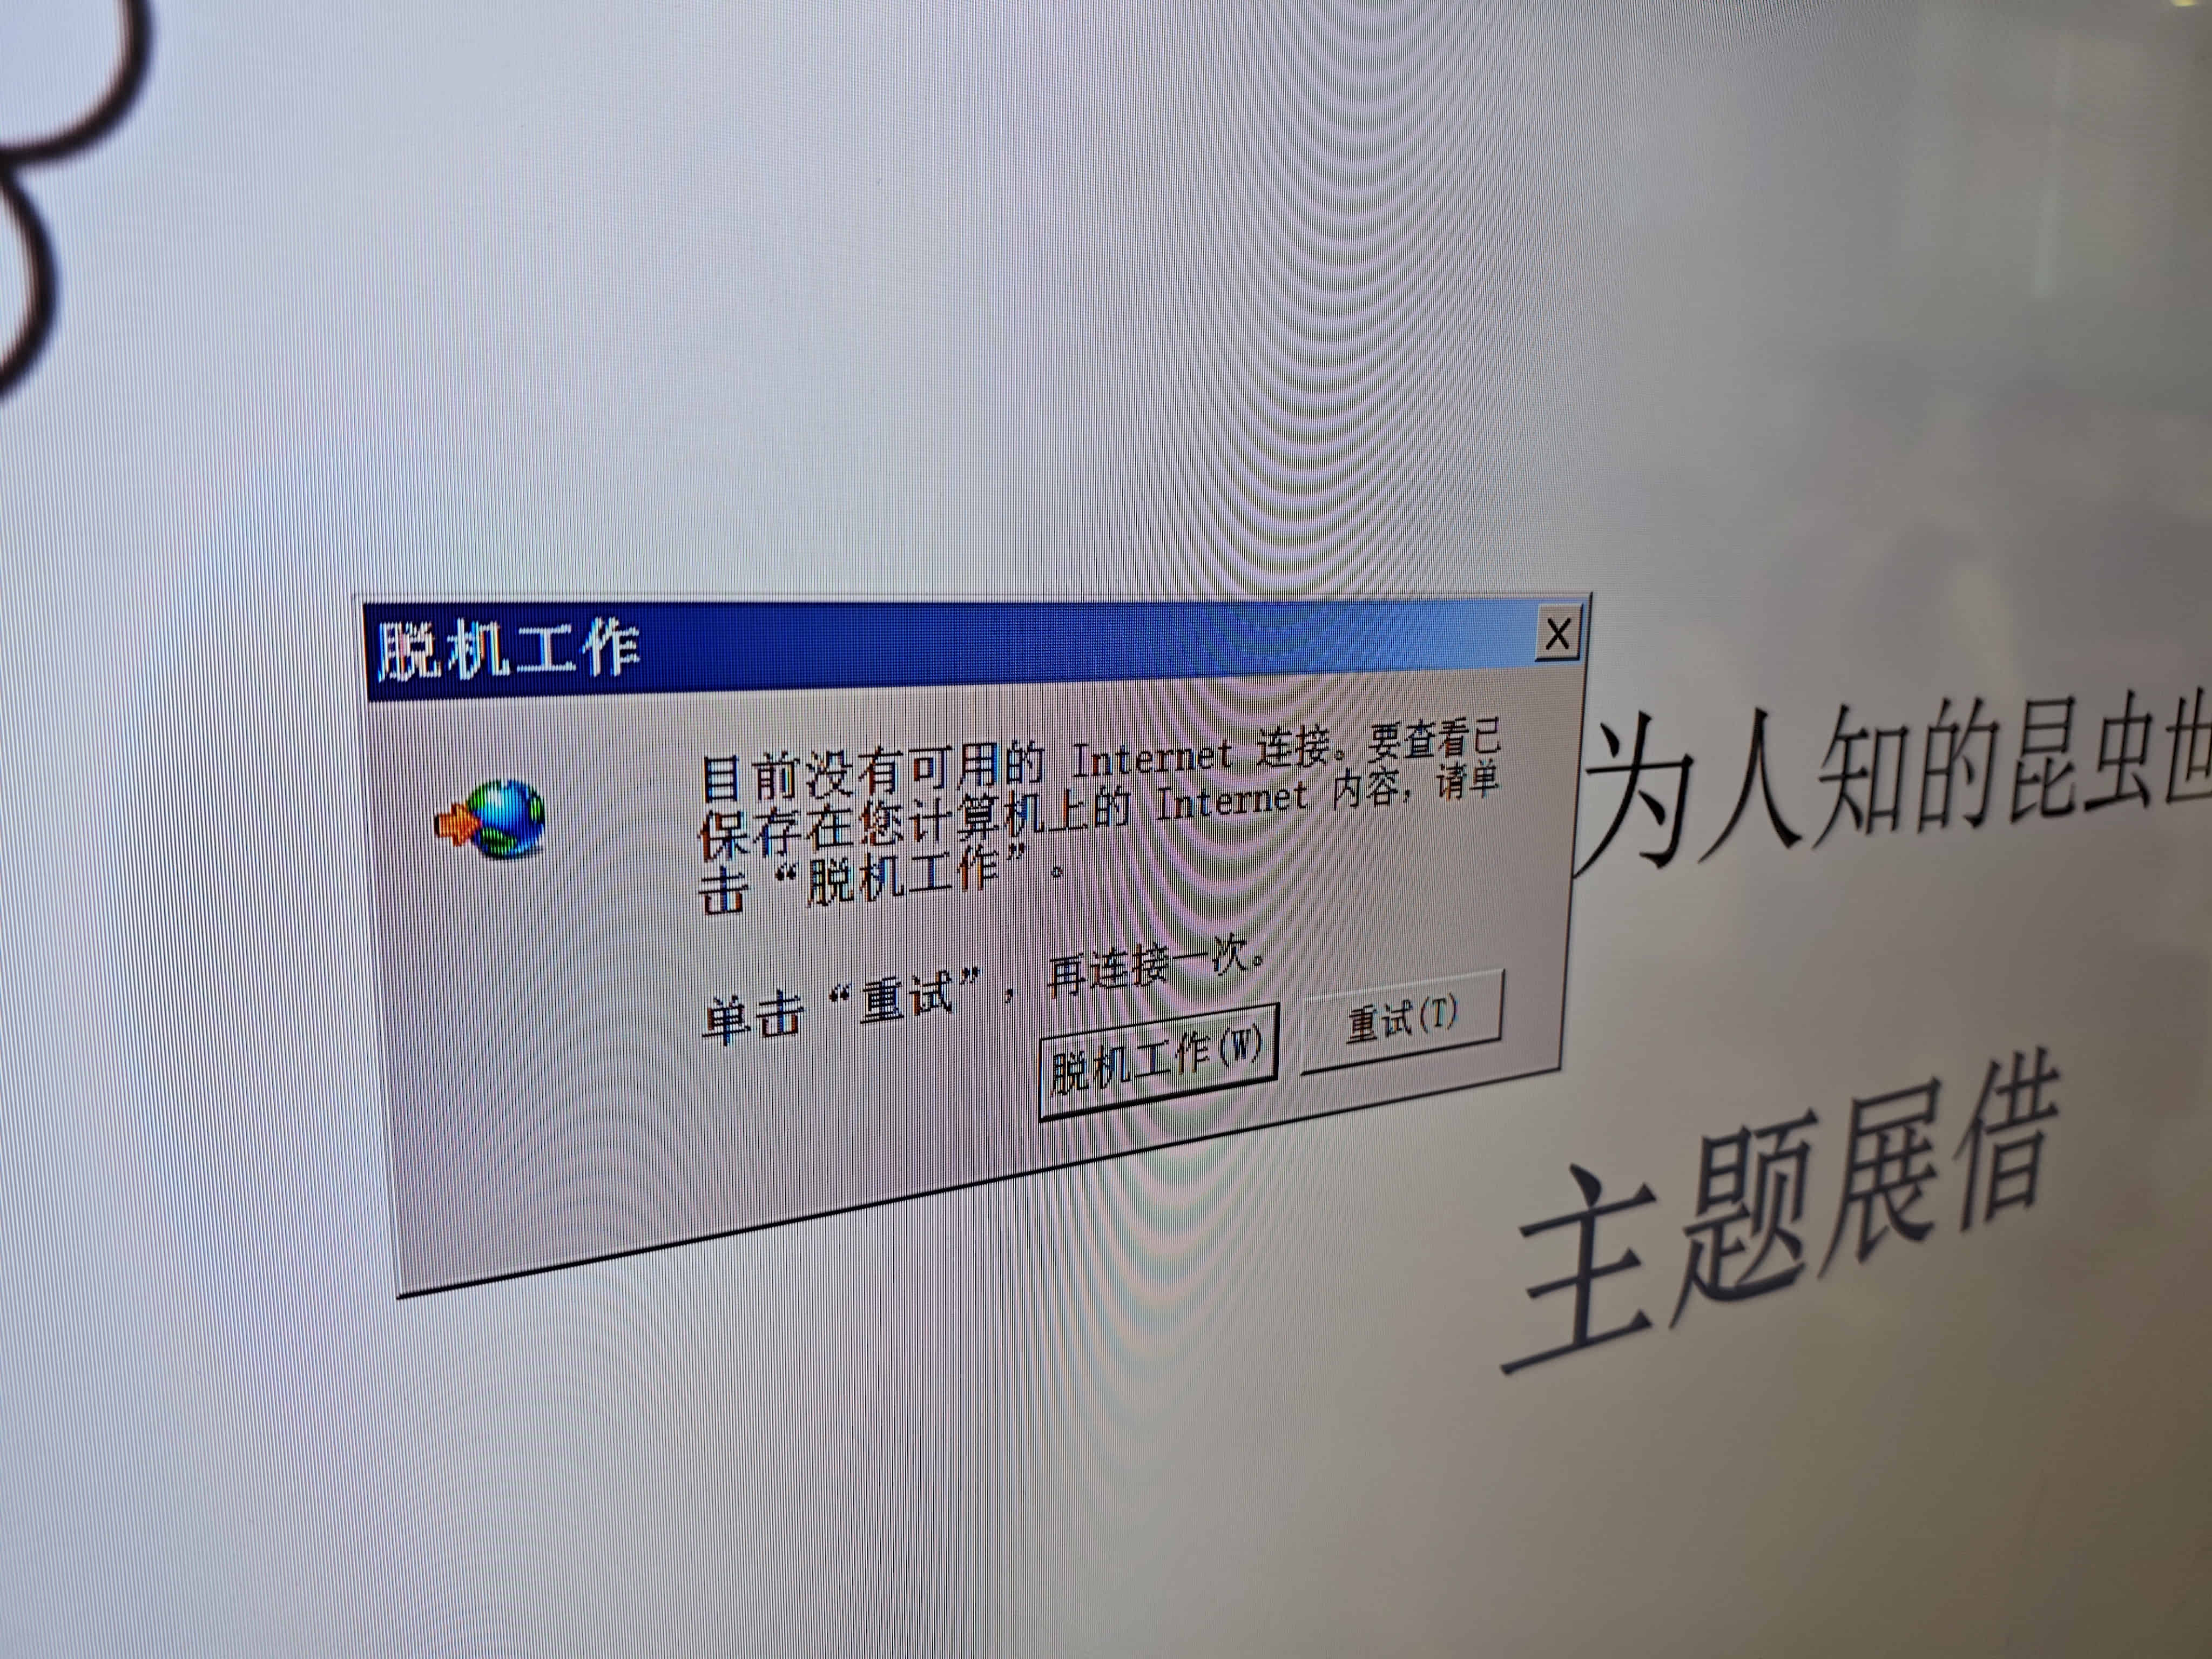 脱机工作
目前没有可用的 Internet 连接。要查看已
保存在您计算机上的 Internet 内容，请单
击“脱机工作”。
单击“重试”，再连接一次。
脱机工作(W)
重试(T)
为人知的昆虫世
主题展借